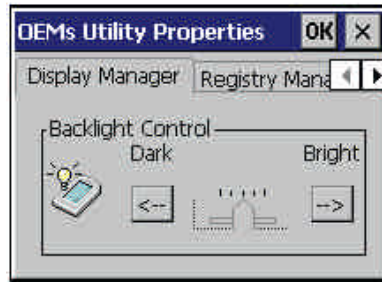 OEMs Utility Properties OK ×
Display Manager Registry Mana
Backlight Control
Dark Bright
<-- -->